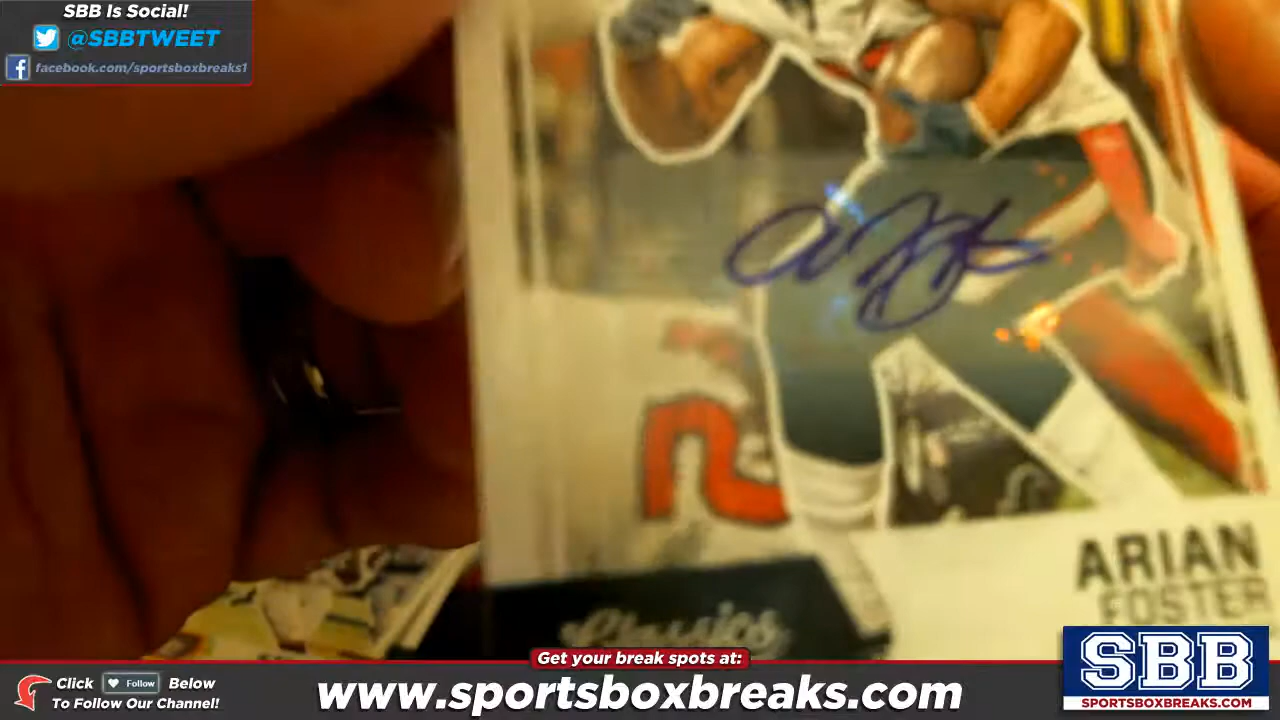 SBB Is Social!
@SBBTWEET
facebook.com/sportsboxbreaks1
2
ARIAN
FOSTER
Classics
Get your break spots at:
Click Follow Below
To Follow Our Channel!
www.sportsboxbreaks.com
SBB
SPORTSBOXBREAKS.COM